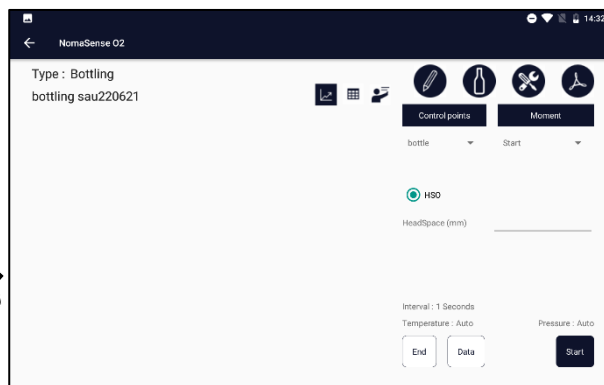 14:32
NomaSense O2
Type : Bottling
bottling sau220621
Control points Moment
bottle Start
HSO
HeadSpace (mm)
Interval : 1 Seconds
Temperature : Auto Pressure : Auto
End Data Start